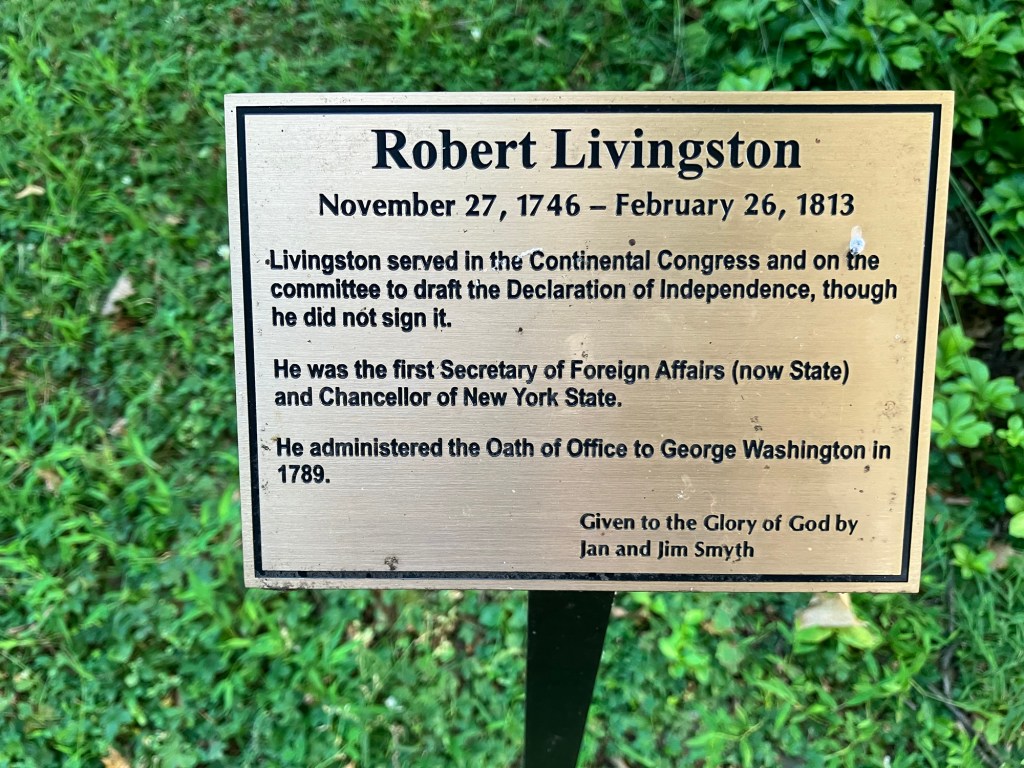 Robert Livingston
November 27, 1746 – February 26, 1813
Livingston served in the Continental Congress and on the
committee to draft the Declaration of Independence, though
he did not sign it.
He was the first Secretary of Foreign Affairs (now State)
and Chancellor of New York State.
He administered the Oath of Office to George Washington in
1789.
Given to the Glory of God by
Jan and Jim Smyth